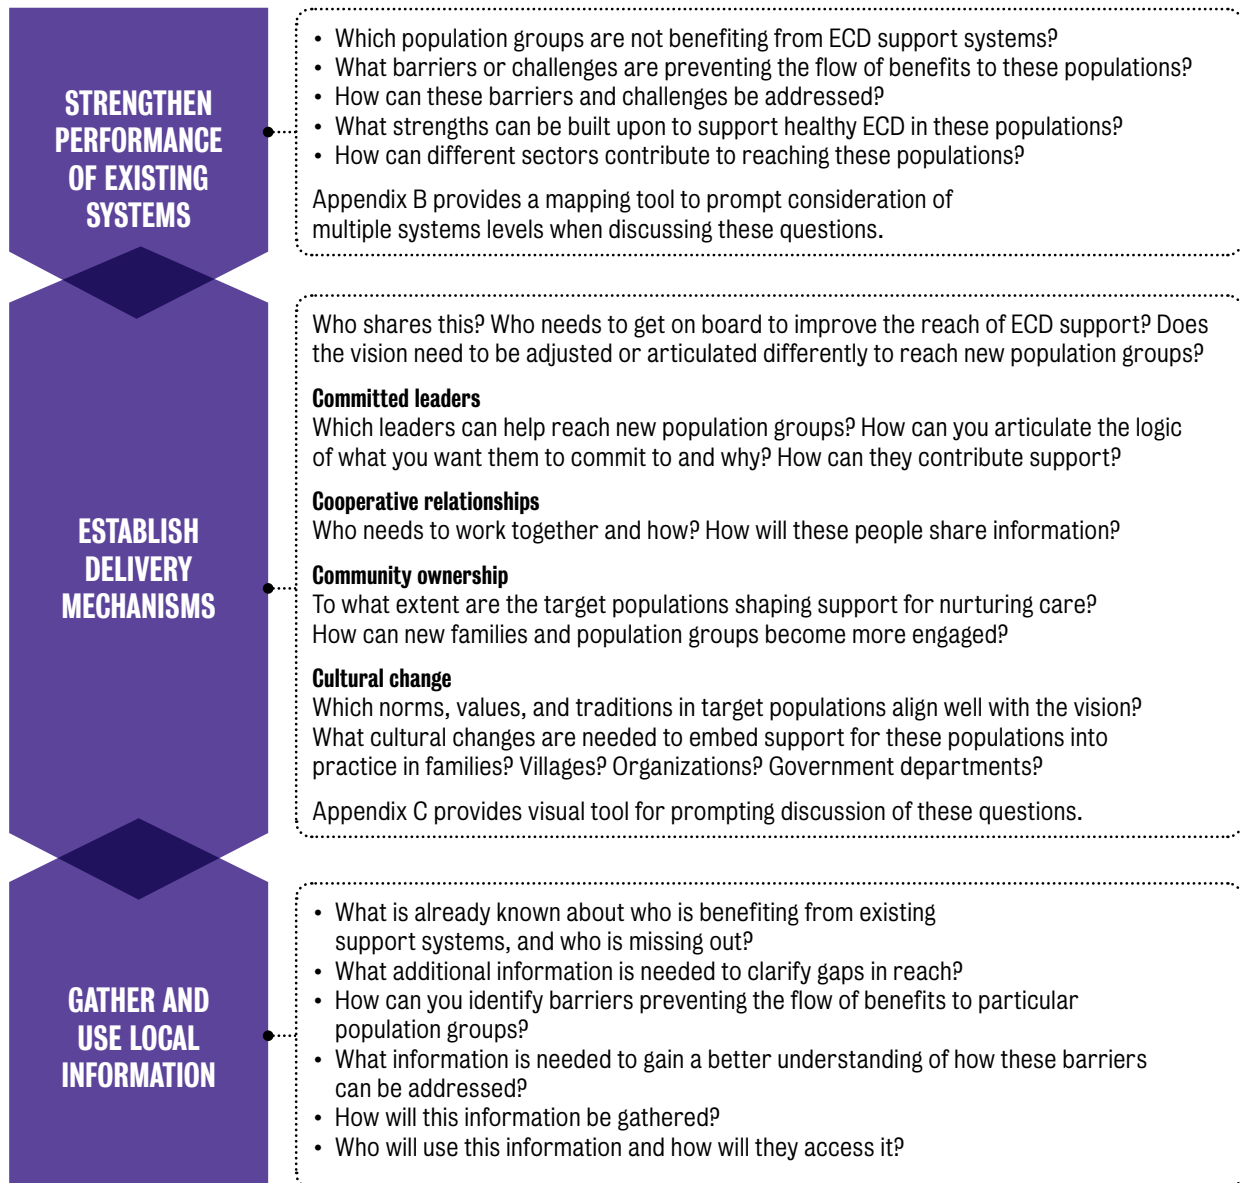 STRENGTHEN
PERFORMANCE
OF EXISTING
SYSTEMS
• Which population groups are not benefiting from ECD support systems?
• What barriers or challenges are preventing the flow of benefits to these populations?
• How can these barriers and challenges be addressed?
• What strengths can be built upon to support healthy ECD in these populations?
• How can different sectors contribute to reaching these populations?
Appendix B provides a mapping tool to prompt consideration of
multiple systems levels when discussing these questions.
ESTABLISH
DELIVERY
MECHANISMS
Who shares this? Who needs to get on board to improve the reach of ECD support? Does
the vision need to be adjusted or articulated differently to reach new population groups?
Committed leaders
Which leaders can help reach new population groups? How can you articulate the logic
of what you want them to commit to and why? How can they contribute support?
Cooperative relationships
Who needs to work together and how? How will these people share information?
Community ownership
To what extent are the target populations shaping support for nurturing care?
How can new families and population groups become more engaged?
Cultural change
Which norms, values, and traditions in target populations align well with the vision?
What cultural changes are needed to embed support for these populations into
practice in families? Villages? Organizations? Government departments?
Appendix C provides visual tool for prompting discussion of these questions.
GATHER AND
USE LOCAL
INFORMATION
• What is already known about who is benefiting from existing
support systems, and who is missing out?
• What additional information is needed to clarify gaps in reach?
• How can you identify barriers preventing the flow of benefits to particular
population groups?
• What information is needed to gain a better understanding of how these barriers
can be addressed?
• How will this information be gathered?
• Who will use this information and how will they access it?